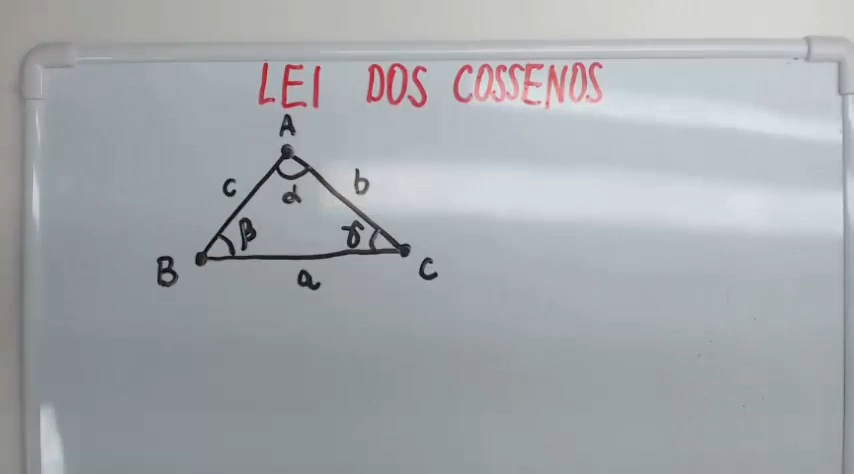 LEI DOS COSSENOS
A
c b
α
β γ
B C
a